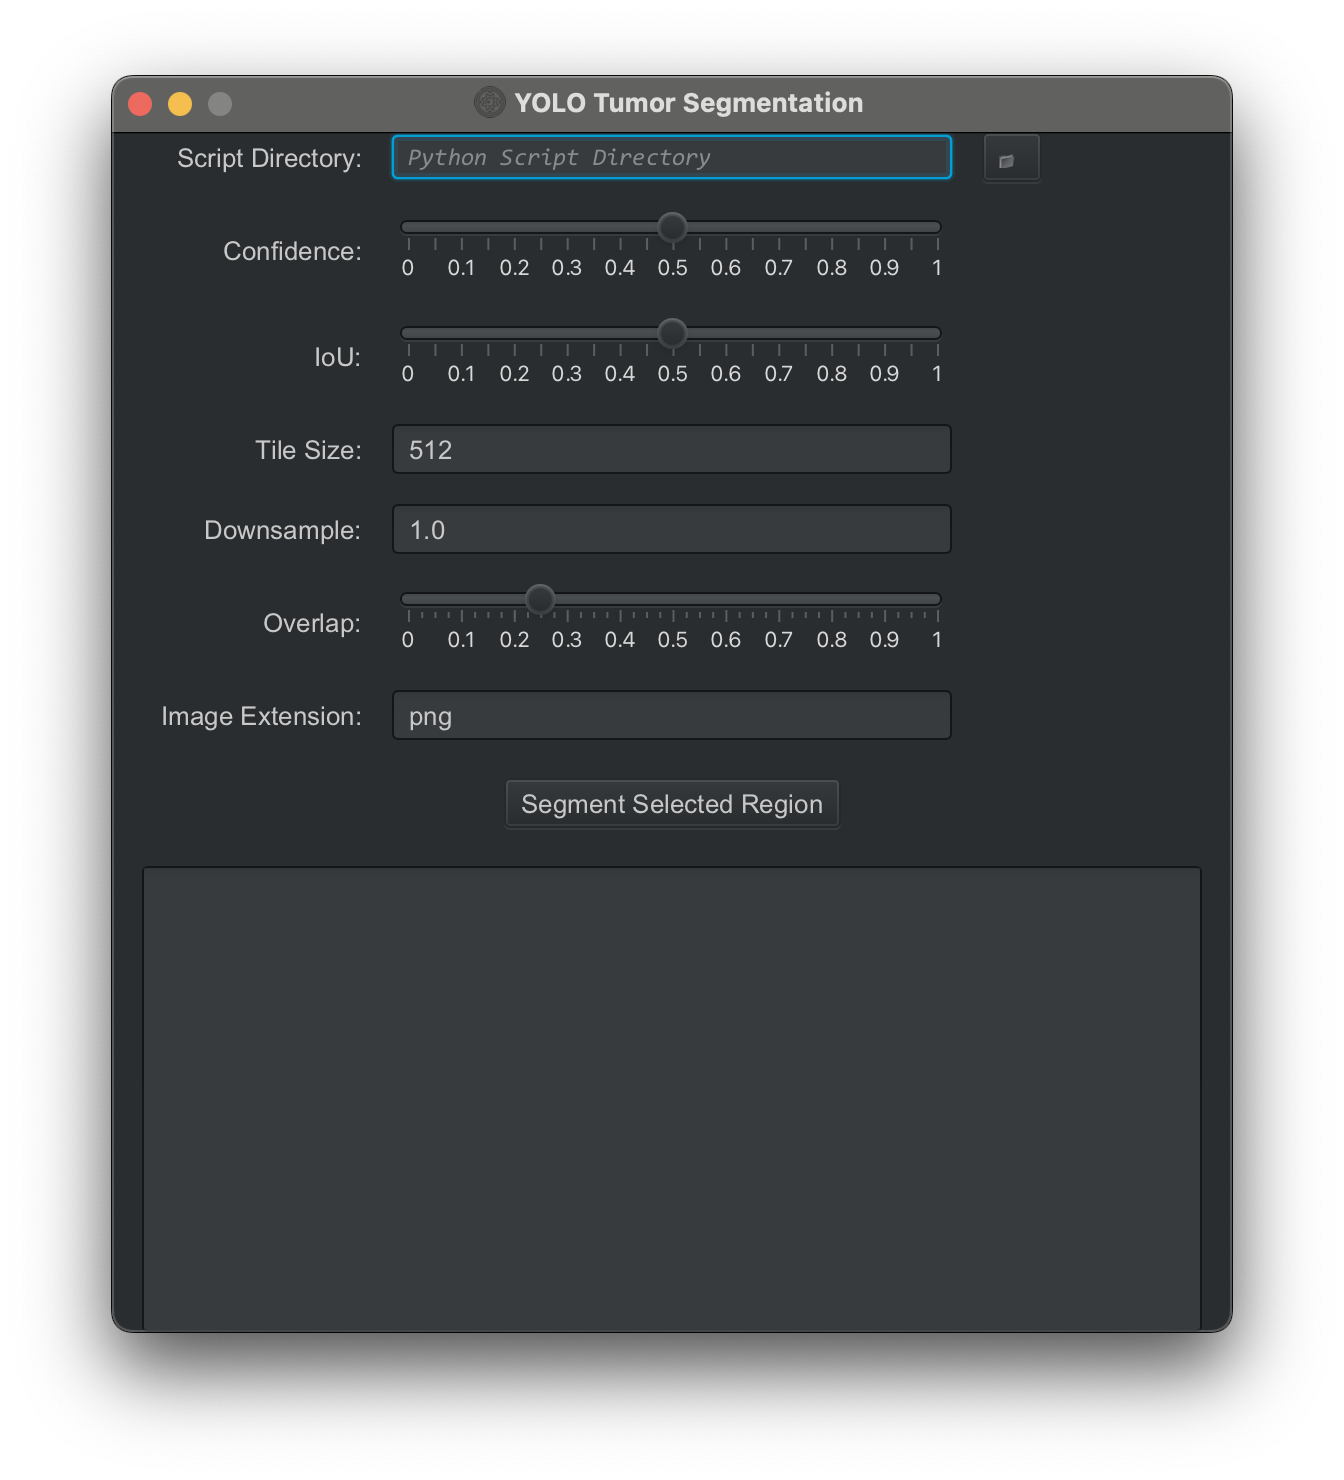 YOLO Tumor Segmentation
Script Directory: Python Script Directory
Confidence:
0 0.1 0.2 0.3 0.4 0.5 0.6 0.7 0.8 0.9 1
IoU:
0 0.1 0.2 0.3 0.4 0.5 0.6 0.7 0.8 0.9 1
Tile Size: 512
Downsample: 1.0
Overlap:
0 0.1 0.2 0.3 0.4 0.5 0.6 0.7 0.8 0.9 1
Image Extension: png
Segment Selected Region